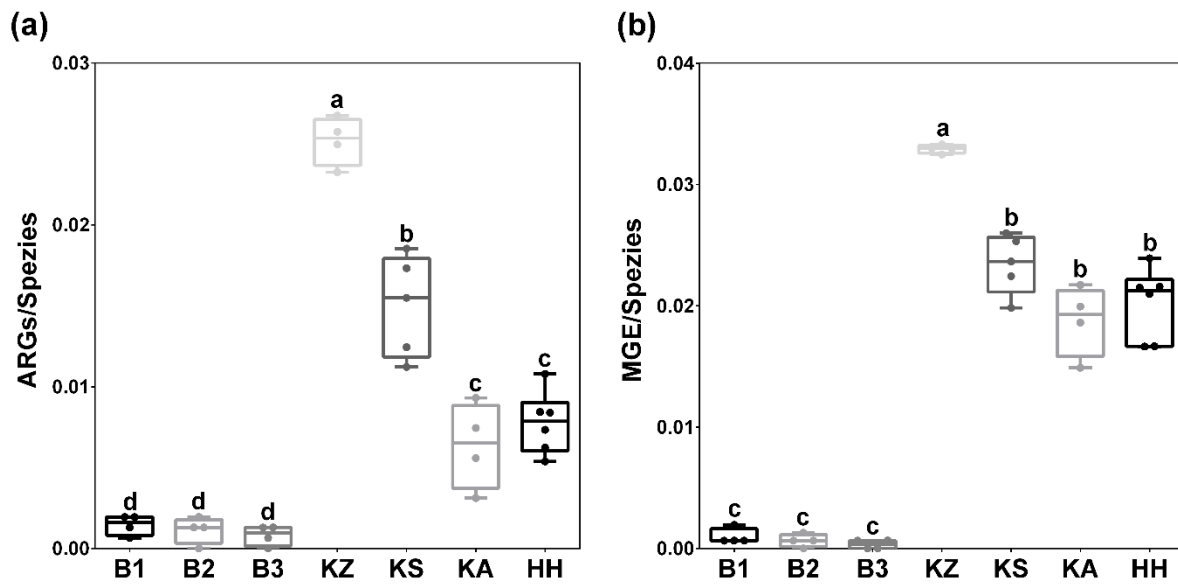 (a)
ARGs/Spezies
0.03
0.02
0.01
0.00
d
d
d
a
b
c
c
B1 B2 B3 KZ KS KA HH
(b)
MGE/Spezies
0.04
0.03
0.02
0.01
0.00
c
c
c
a
b
b
b
B1 B2 B3 KZ KS KA HH